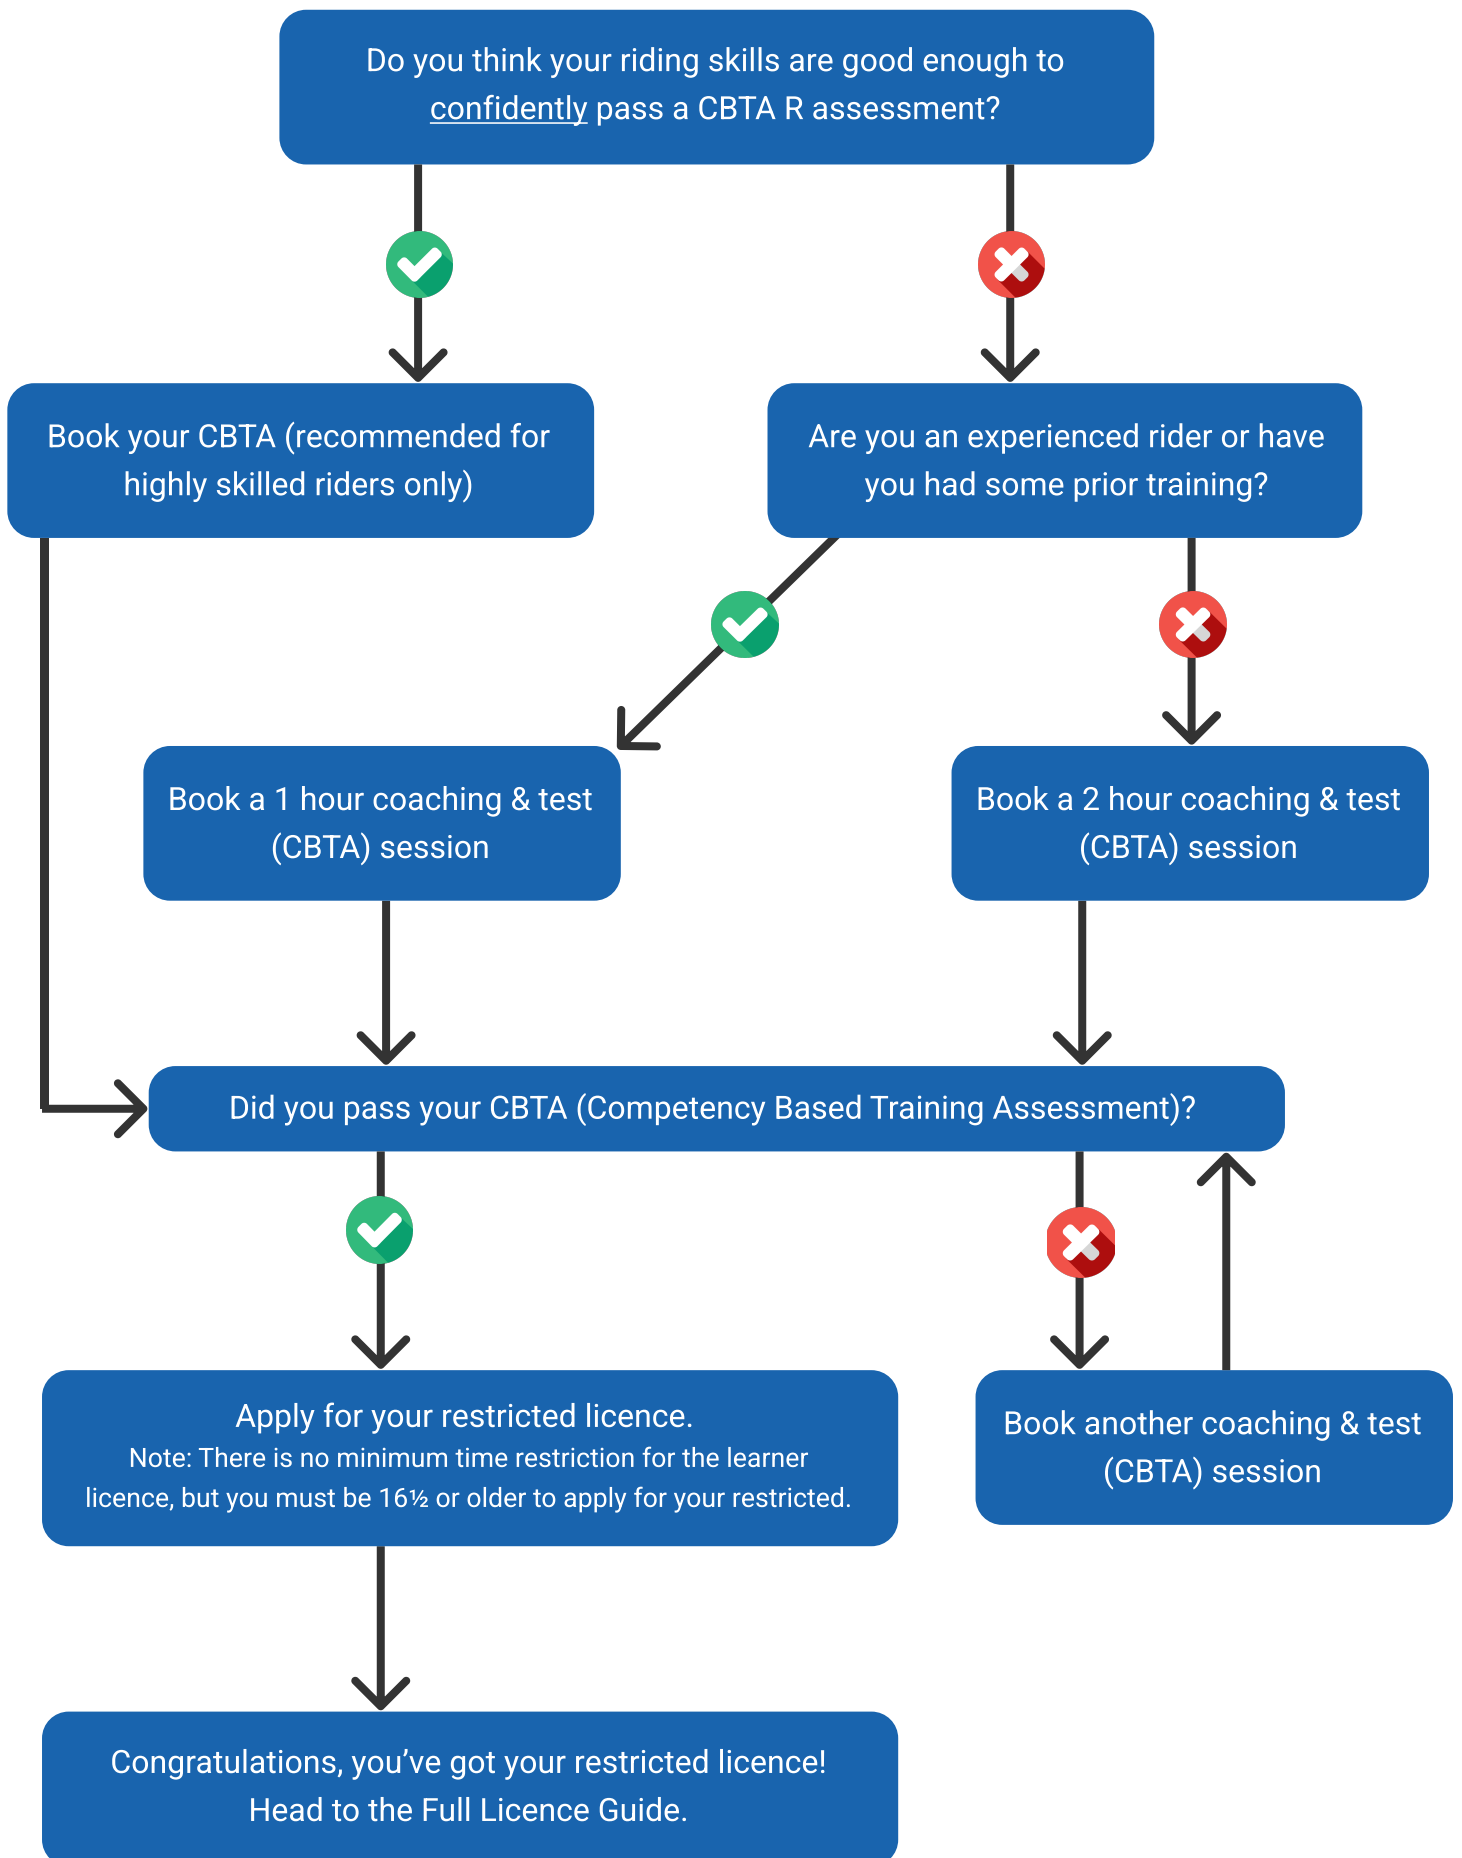 Do you think your riding skills are good enough to
confidently pass a CBTA R assessment?
Book your CBTA (recommended for
highly skilled riders only)
Are you an experienced rider or have
you had some prior training?
Book a 1 hour coaching & test
(CBTA) session
Book a 2 hour coaching & test
(CBTA) session
Did you pass your CBTA (Competency Based Training Assessment)?
Apply for your restricted licence.
Note: There is no minimum time restriction for the learner
licence, but you must be 16½ or older to apply for your restricted.
Book another coaching & test
(CBTA) session
Congratulations, you’ve got your restricted licence!
Head to the Full Licence Guide.